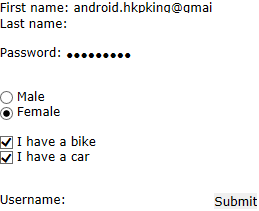 First name: android.hkpking@gmai
Last name:
Password: ●●●●●●●●●
Male
Female
I have a bike
I have a car
Username:
Submit